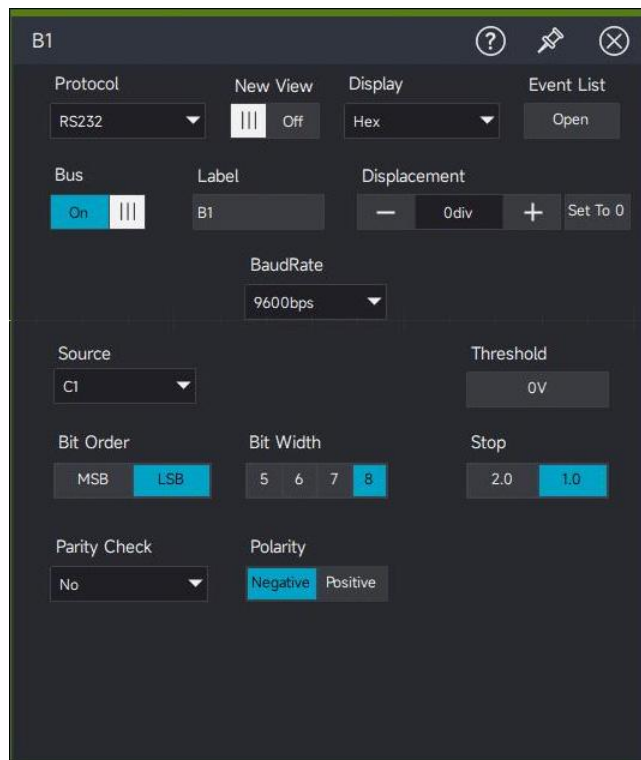 B1
Protocol New View Display Event List
RS232 Off Hex Open
Bus Label Displacement
On B1 0div Set To 0
BaudRate
9600bps
Source Threshold
C1 0V
Bit Order Bit Width Stop
MSB LSB 5 6 7 8 2.0 1.0
Parity Check Polarity
No Negative Positive